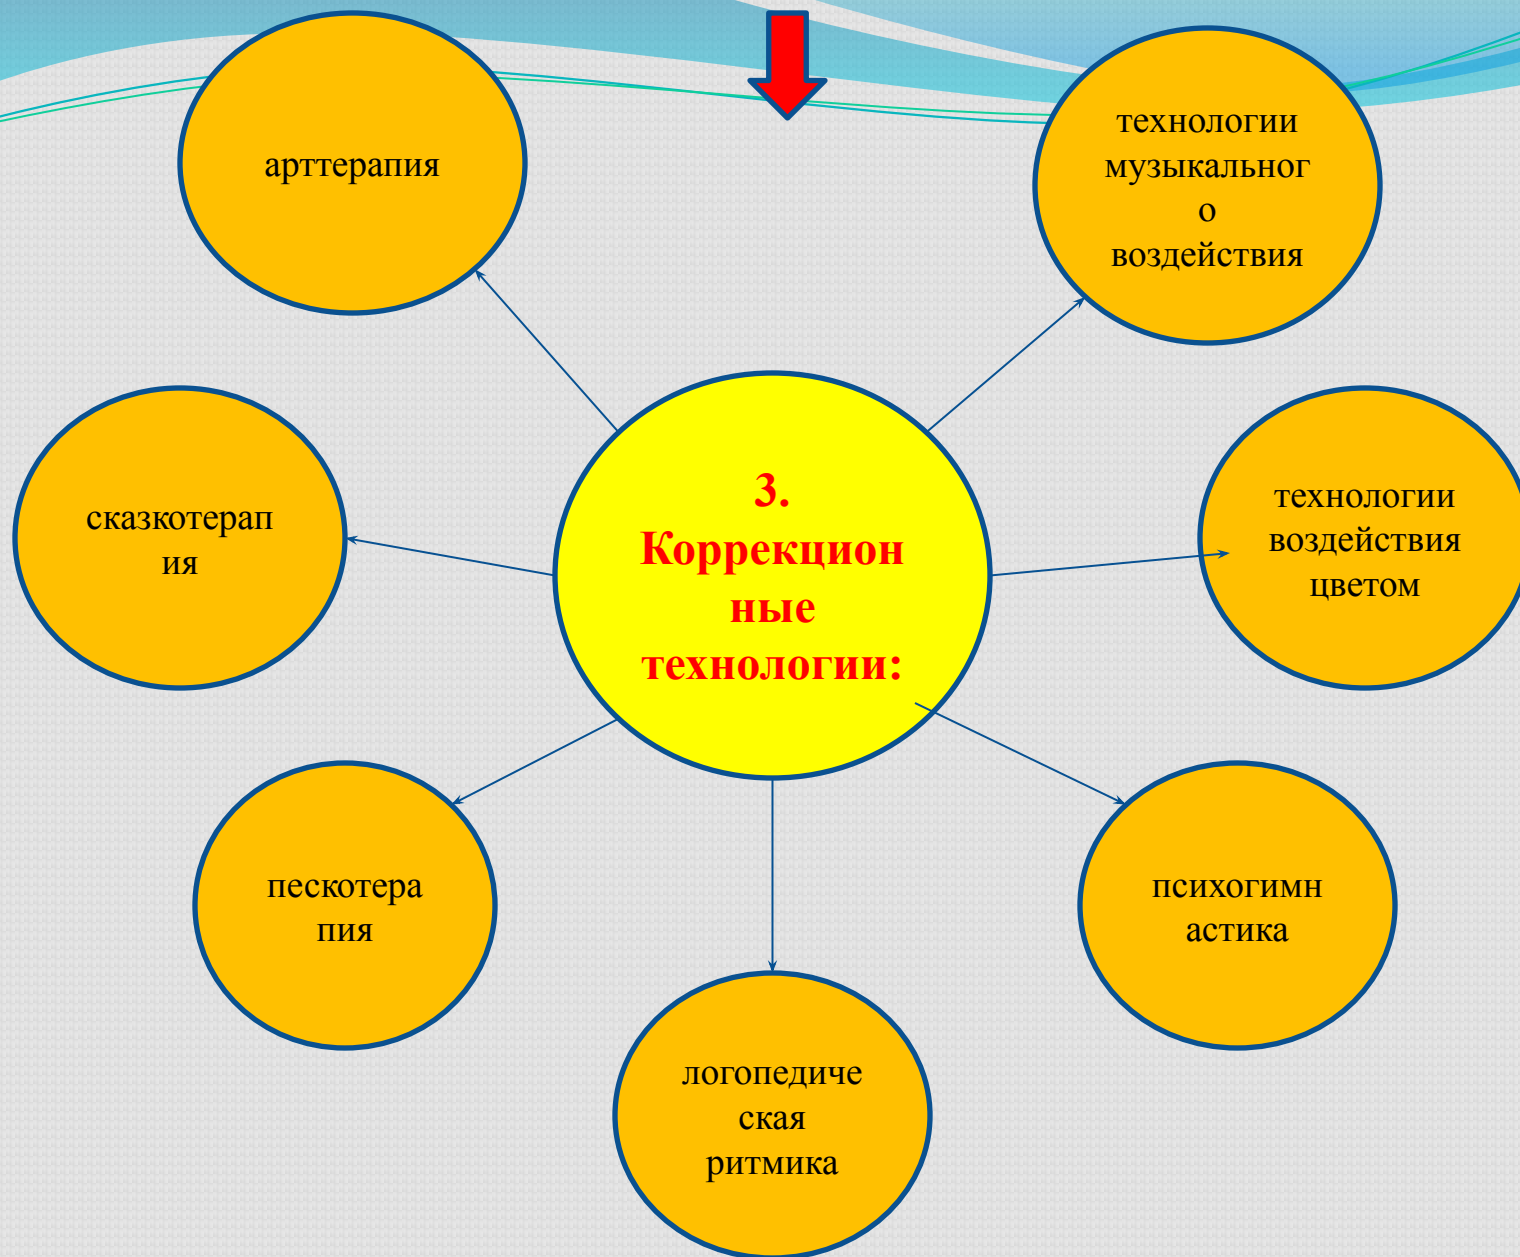 арттерапия
технологии
музыкальног
о
воздействия
сказкотерап
ия
3.
Коррекцион
ные
технологии:
технологии
воздействия
цветом
пескотера
пия
психогимн
астика
логопедиче
ская
ритмика